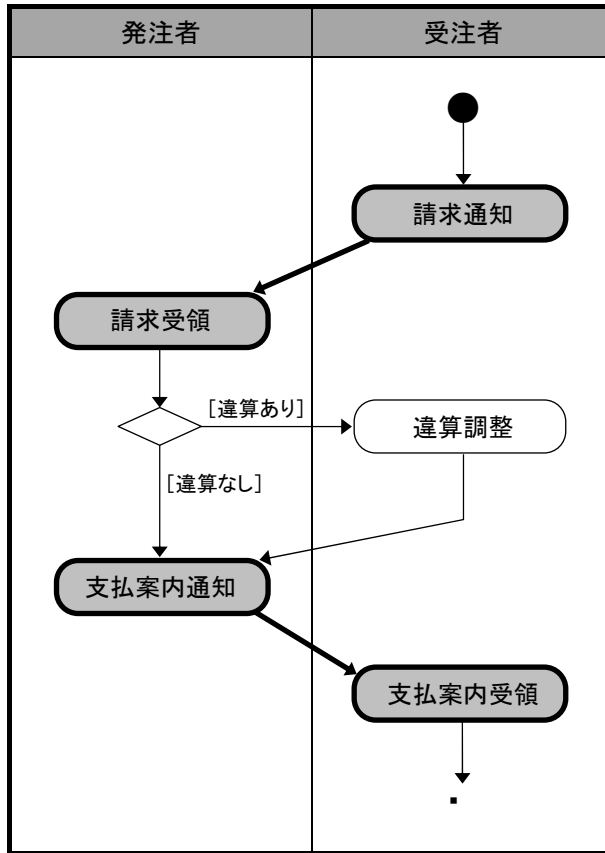 発注者
受注者
請求通知
請求受領
[違算あり]
違算調整
[違算なし]
支払案内通知
支払案内受領